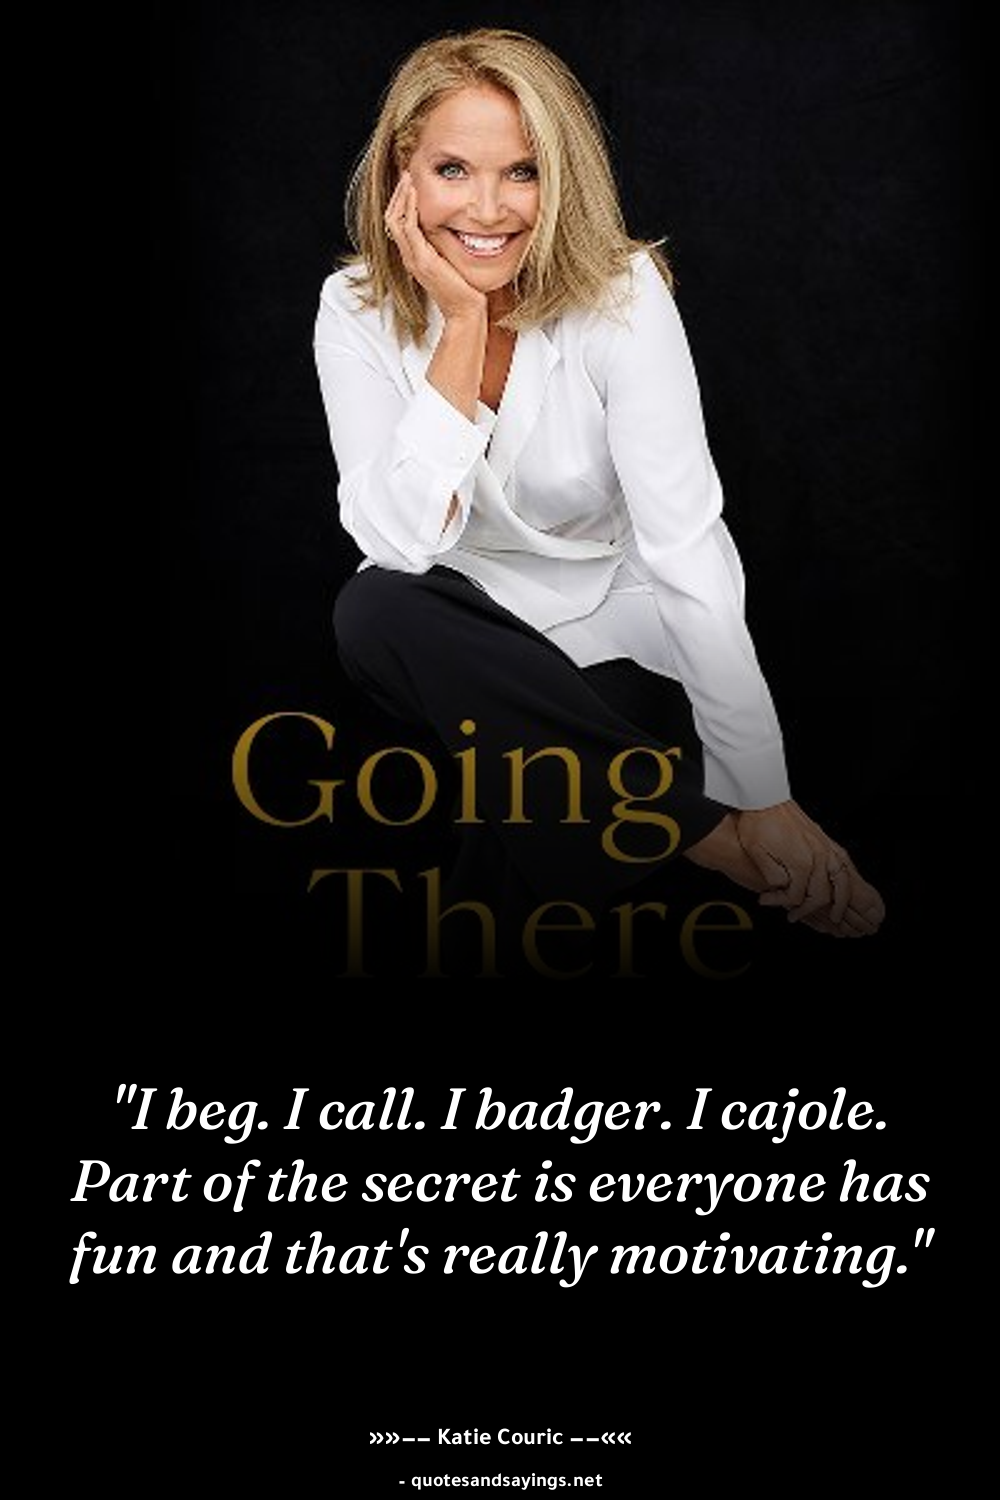 Going
There
"I beg. I call. I badger. I cajole.
Part of the secret is everyone has
fun and that's really motivating."
»»–– Katie Couric ––««
- quotesandsayings.net